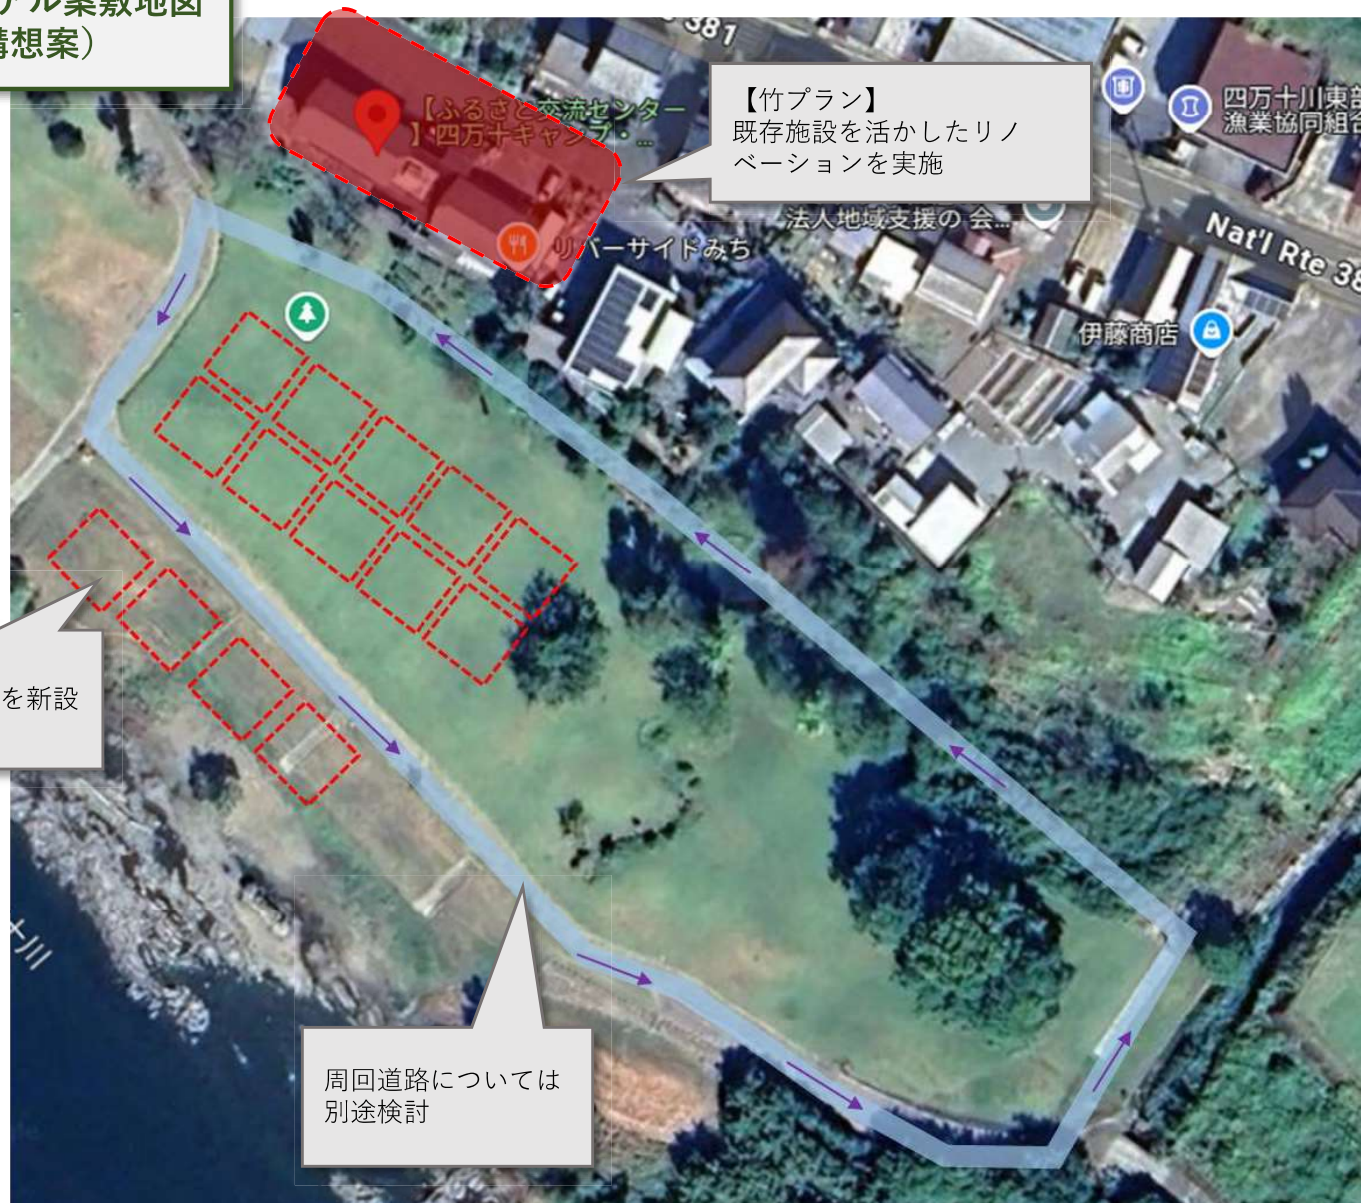 アル業敷地図
構想案）
381
【ふるさと交流センター
】四万十キャンプ・...
【竹プラン】
既存施設を活かしたリノ
ベーションを実施
四万十川東部
漁業協同組合
法人地域支援の 会...
Nat'l Rte 38
リバーサイドみち
伊藤商店
を新設
十川
周回道路については
別途検討